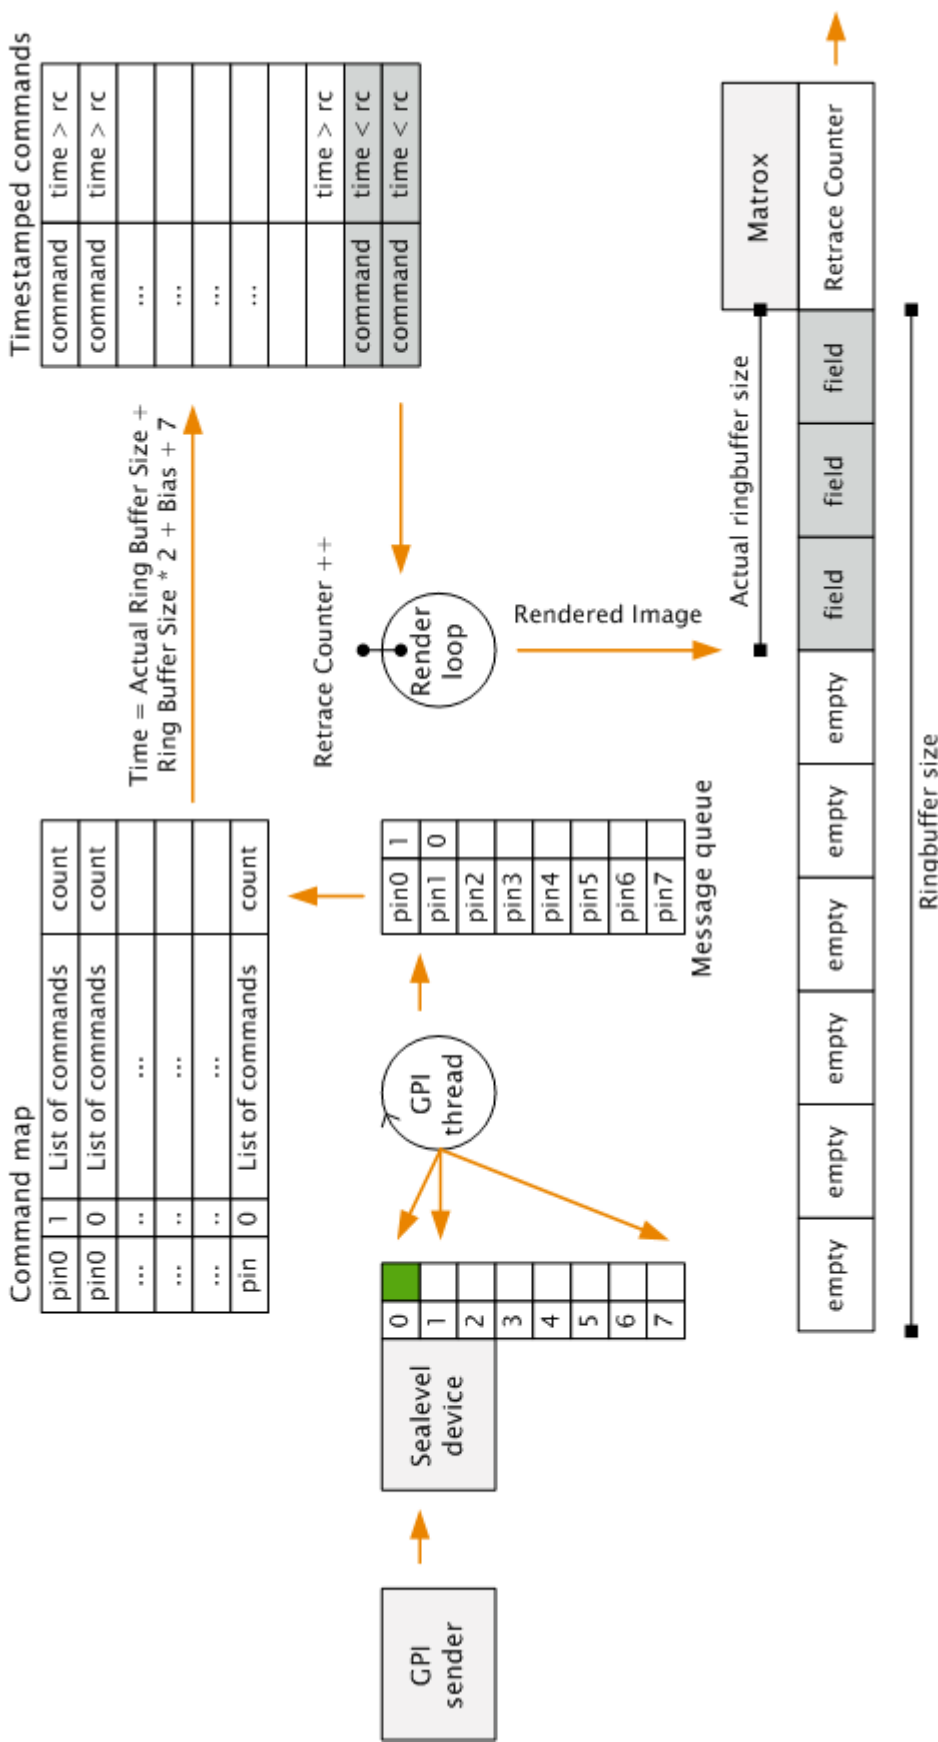 Command map
pin0 1 List of commands count
pin0 0 List of commands count
... .. ...
... .. ...
... .. ...
pin 0 List of commands count
Time = Actual Ring Buffer Size +
Ring Buffer Size * 2 + Bias + 7
Timestamped commands
command time > rc
command time > rc
...
...
...
...
time > rc
command time < rc
command time < rc
GPI
sender
Sealevel
device
0
1
2
3
4
5
6
7
GPI
thread
pin0 1
pin1 0
pin2
pin3
pin4
pin5
pin6
pin7
Message queue
Retrace Counter ++
Render
loop
Rendered Image
Actual ringbuffer size
Matrox
empty empty empty empty empty empty field field field Retrace Counter
Ringbuffer size